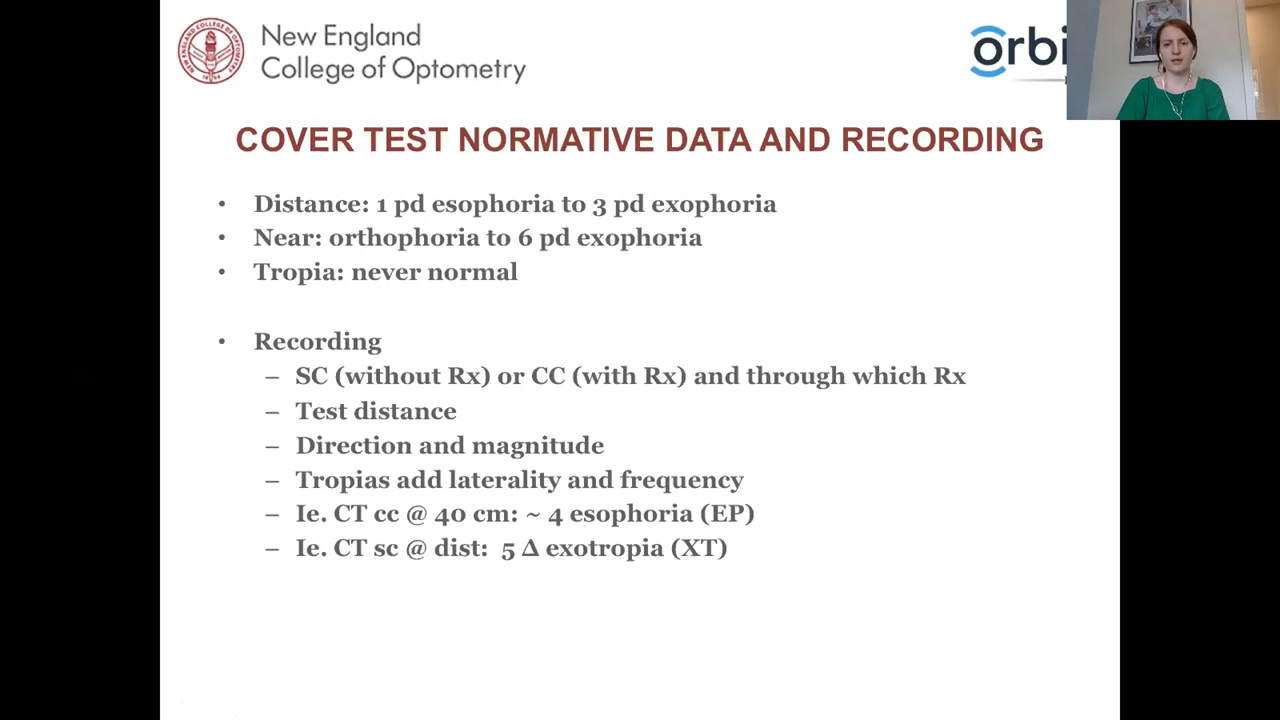 New England
College of Optometry
COVER TEST NORMATIVE DATA AND RECORDING
• Distance: 1 pd esophoria to 3 pd exophoria
• Near: orthophoria to 6 pd exophoria
• Tropia: never normal
• Recording
– SC (without Rx) or CC (with Rx) and through which Rx
– Test distance
– Direction and magnitude
– Tropias add laterality and frequency
– Ie. CT cc @ 40 cm: ~ 4 esophoria (EP)
– Ie. CT sc @ dist: 5 Δ exotropia (XT)